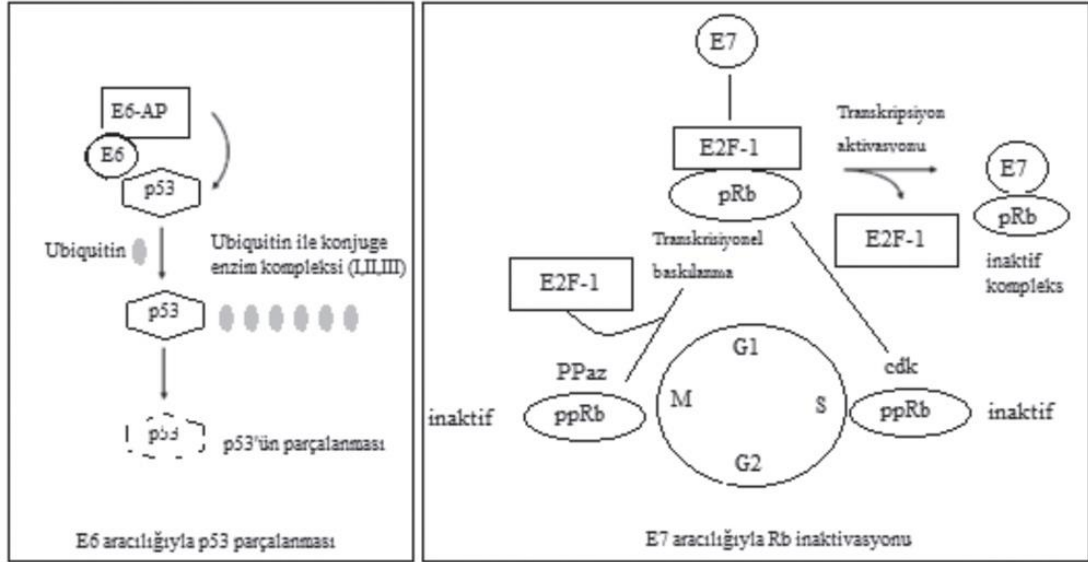 E6-AP
E6
p53
Ubiquitin
Ubiquitin ile konjuge
enzim kompleksi (I,II,III)
p53
p53
p53'ün parçalanması
E6 aracılığıyla p53 parçalanması
E7
E2F-1
pRb
Transkripsiyon
aktivasyonu
E7
pRb
E2F-1
inaktif
kompleks
Transkrisiyonel
baskılanma
E2F-1
PPaz
ppRb
inaktif
G1
M
S
G2
cdk
ppRb
inaktif
E7 aracılığıyla Rb inaktivasyonu